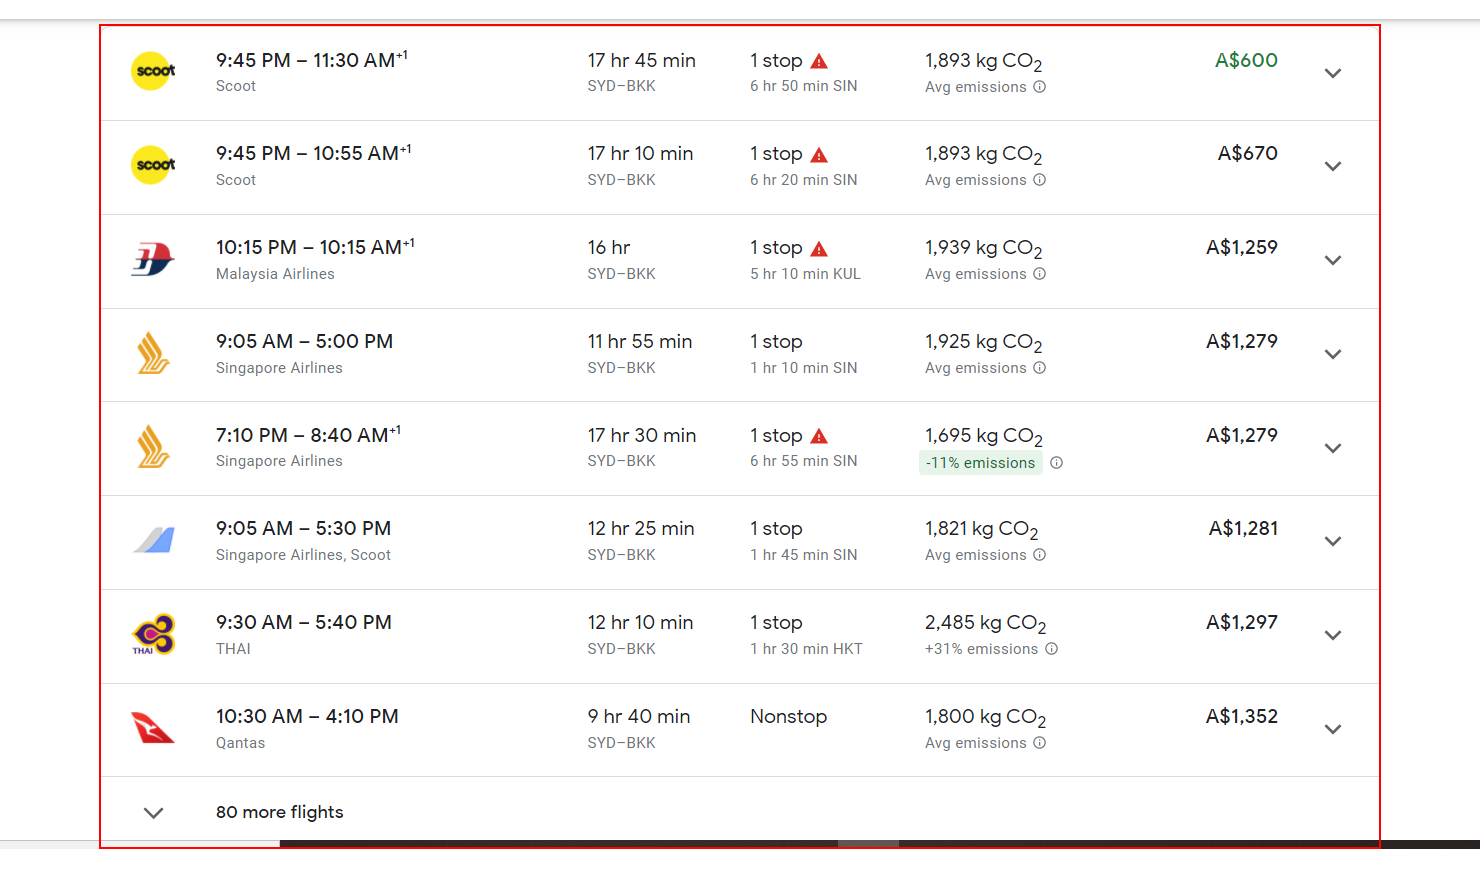 scoot
9:45 PM – 11:30 AM+1
17 hr 45 min
1 stop
1,893 kg CO2
A$600
Scoot
SYD–BKK
6 hr 50 min SIN
Avg emissions
scoot
9:45 PM – 10:55 AM+1
17 hr 10 min
1 stop
1,893 kg CO2
A$670
Scoot
SYD–BKK
6 hr 20 min SIN
Avg emissions
10:15 PM – 10:15 AM+1
16 hr
1 stop
1,939 kg CO2
A$1,259
Malaysia Airlines
SYD–BKK
5 hr 10 min KUL
Avg emissions
9:05 AM – 5:00 PM
11 hr 55 min
1 stop
1,925 kg CO2
A$1,279
Singapore Airlines
SYD–BKK
1 hr 10 min SIN
Avg emissions
7:10 PM – 8:40 AM+1
17 hr 30 min
1 stop
1,695 kg CO2
A$1,279
Singapore Airlines
SYD–BKK
6 hr 55 min SIN
-11% emissions
9:05 AM – 5:30 PM
12 hr 25 min
1 stop
1,821 kg CO2
A$1,281
Singapore Airlines, Scoot
SYD–BKK
1 hr 45 min SIN
Avg emissions
9:30 AM – 5:40 PM
12 hr 10 min
1 stop
2,485 kg CO2
A$1,297
THAI
THAI
SYD–BKK
1 hr 30 min HKT
+31% emissions
10:30 AM – 4:10 PM
9 hr 40 min
Nonstop
1,800 kg CO2
A$1,352
Qantas
SYD–BKK
Avg emissions
80 more flights